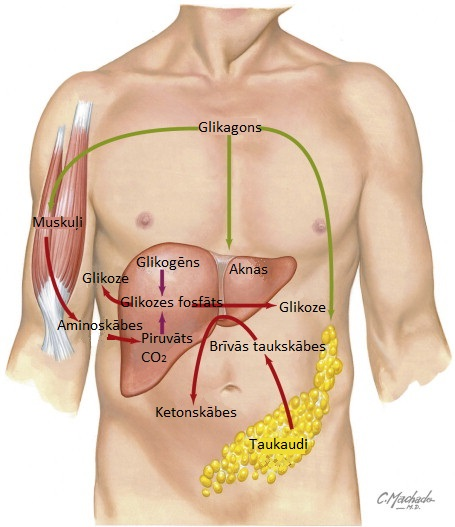 Glikagons
Muskuļi
Glikogēns
Aknas
Glikoze
Glikozes fosfāts
Glikoze
Aminoskābes
Piruvāts
CO2
Brīvās taukskābes
Ketonskābes
Taukaudi
C. Machado
M.D.